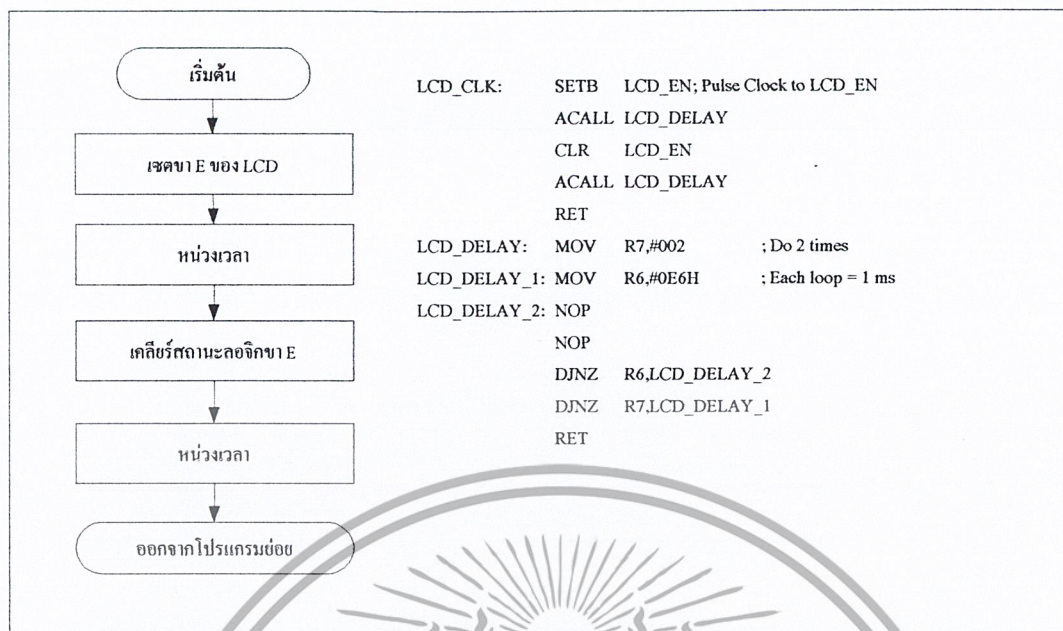 เริ่มต้น
เซตขา E ของ LCD
หน่วงเวลา
เคลียร์สถานะลอจิกขา E
หน่วงเวลา
ออกจากโปรแกรมย่อย
LCD_CLK: SETB LCD_EN; Pulse Clock to LCD_EN
ACALL LCD_DELAY
CLR LCD_EN
ACALL LCD_DELAY
RET
LCD_DELAY: MOV R7,#002 ; Do 2 times
LCD_DELAY_1: MOV R6,#0E6H ; Each loop = 1 ms
LCD_DELAY_2: NOP
NOP
DJNZ R6,LCD_DELAY_2
DJNZ R7,LCD_DELAY_1
RET